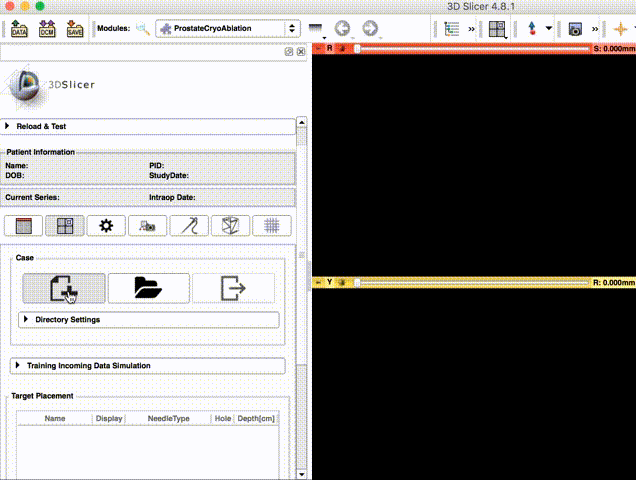 3D Slicer 4.8.1
DATA DCM SAVE Modules: ProstateCryoAblation » »
R S: 0.000mm
3DSlicer
Reload & Test
Patient Information
Name: PID:
DOB: StudyDate:
Current Series: Intraop Date:
Case
Y R: 0.000mm
Directory Settings
Training Incoming Data Simulation
Target Placement
Name Display NeedleType Hole Depth[cm]